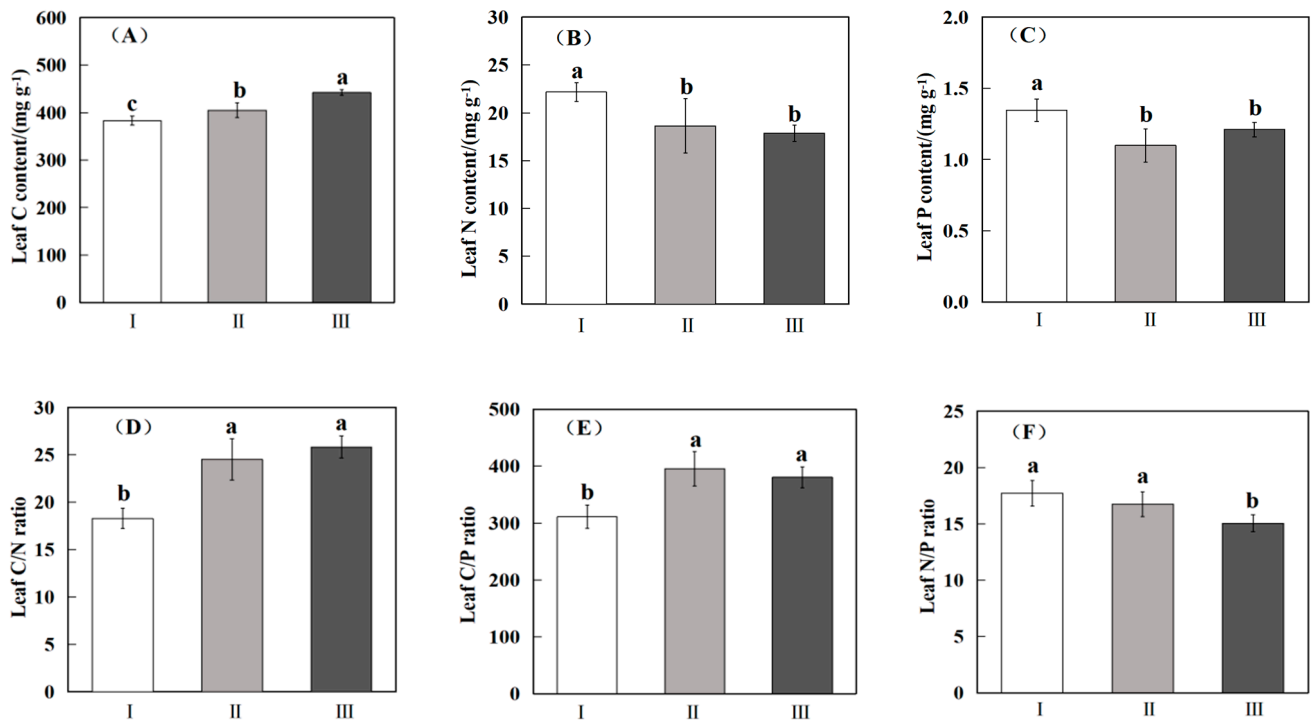 （A）
Leaf C content/(mg g-1)
600
500
400
300
200
100
0
c
b
a
I
II
III
（B）
Leaf N content/(mg g-1)
30
25
20
15
10
5
0
a
b
b
I
II
III
（C）
Leaf P content/(mg g-1)
2.0
1.5
1.0
0.5
0.0
a
b
b
I
II
III
（D）
Leaf C/N ratio
30
25
20
15
10
5
0
b
a
a
I
II
III
（E）
Leaf C/P ratio
500
400
300
200
100
0
b
a
a
I
II
III
（F）
Leaf N/P ratio
25
20
15
10
5
0
a
a
b
I
II
III